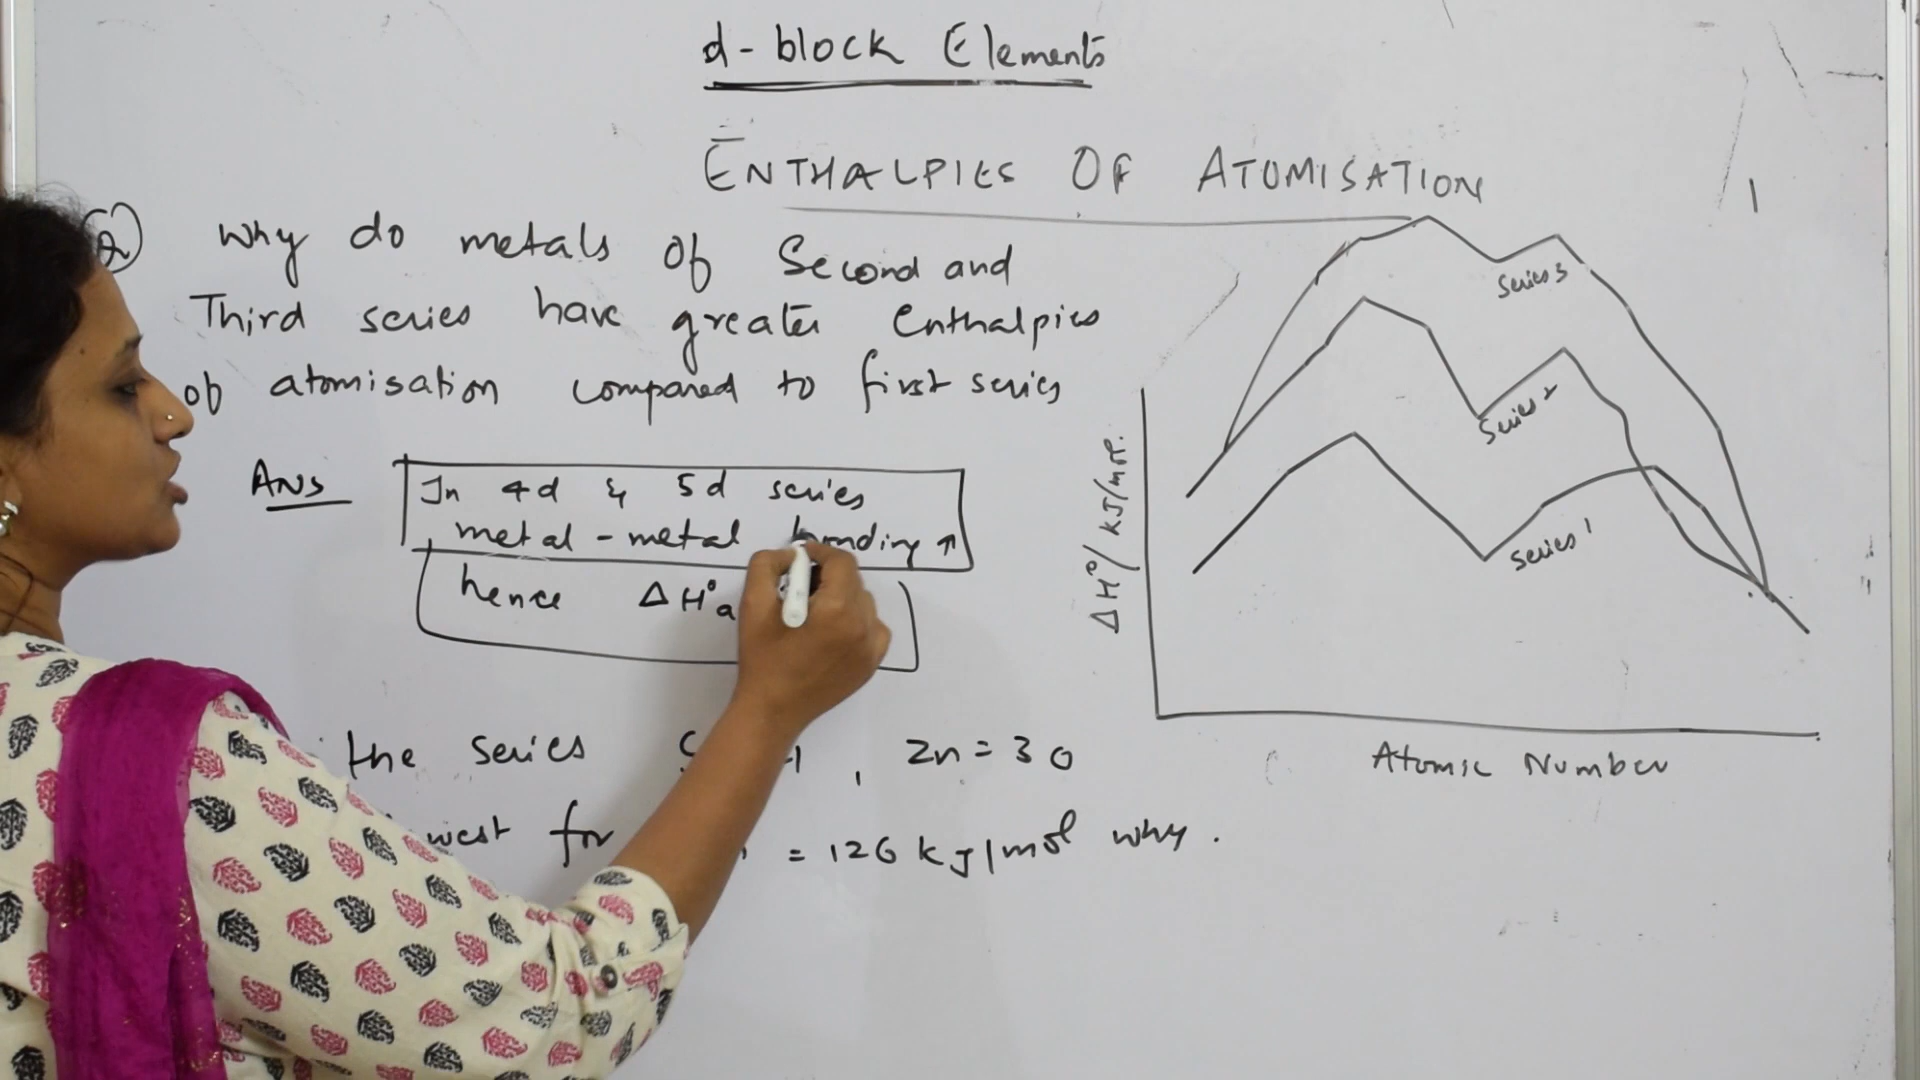 d-block Elements
ENTHALPIES OF ATOMISATION
Q) Why do metals of Second and
Third series have greater enthalpies
of atomisation compared to first series
Ans
In 4d & 5d series
metal-metal bonding ↑
hence ΔH°a
the series , Zn=30
west for = 126 kJ/mol why.
Series 3
Series 2
Series 1
ΔH°/kJ/mol.
Atomic Number